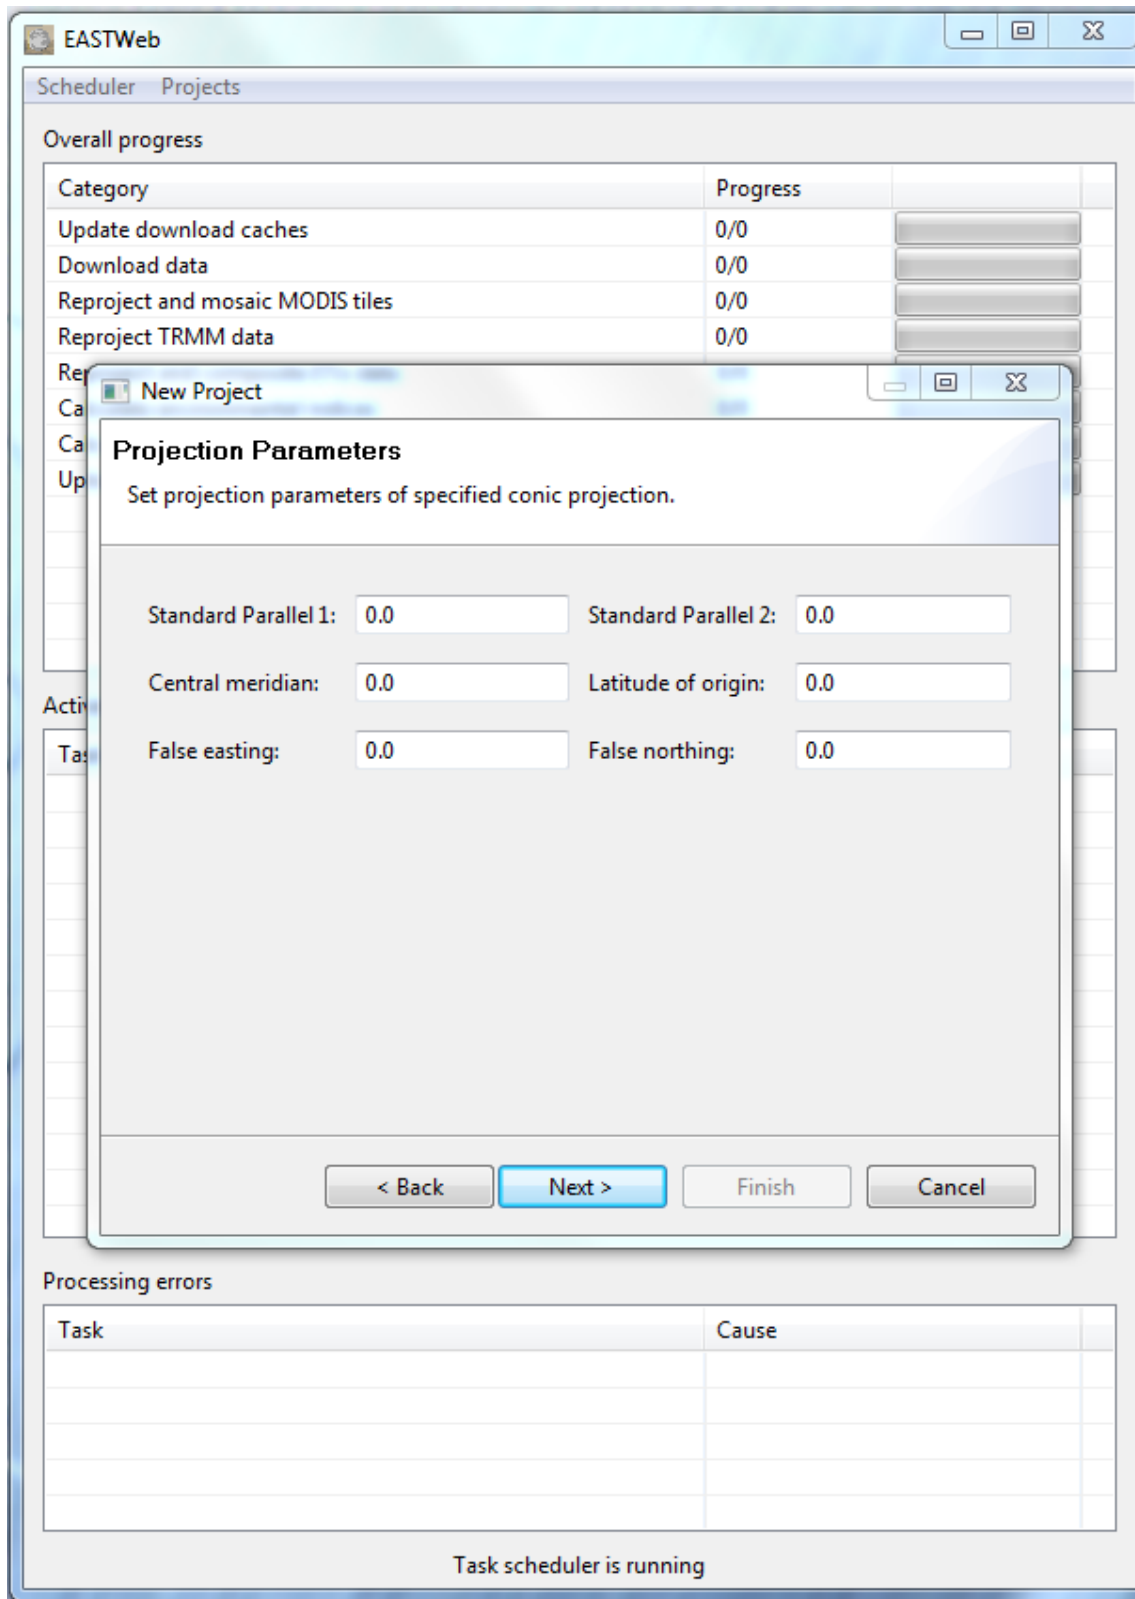 EASTWeb
Scheduler Projects
Overall progress
Category Progress
Update download caches 0/0
Download data 0/0
Reproject and mosaic MODIS tiles 0/0
Reproject TRMM data 0/0
New Project
Projection Parameters
Set projection parameters of specified conic projection.
Standard Parallel 1: 0.0 Standard Parallel 2: 0.0
Central meridian: 0.0 Latitude of origin: 0.0
False easting: 0.0 False northing: 0.0
< Back Next > Finish Cancel
Processing errors
Task Cause
Task scheduler is running